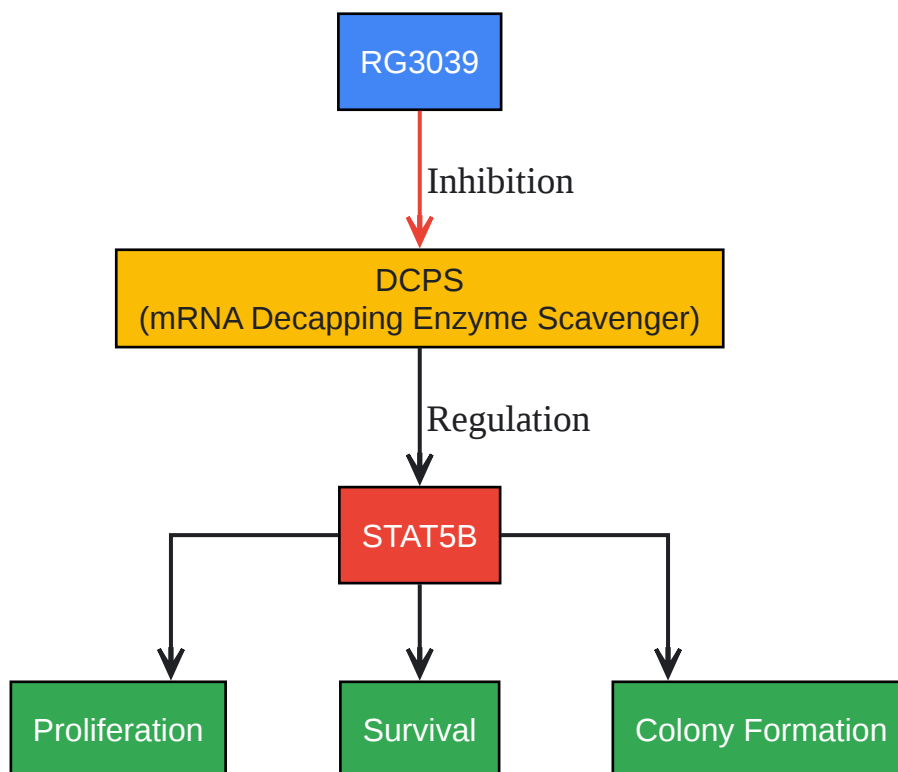 RG3039
Inhibition
DCPS
(mRNA Decapping Enzyme Scavenger)
Regulation
STAT5B
Proliferation
Survival
Colony Formation